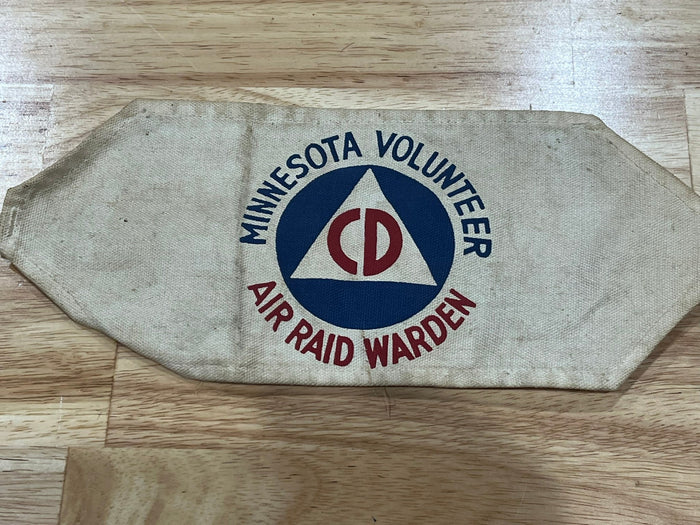 MINNESOTA VOLUNTEER
CD
AIR RAID WARDEN